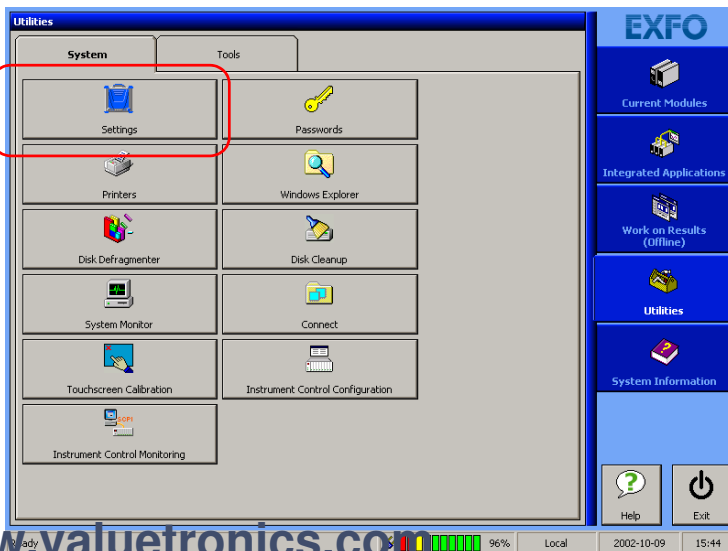 Utilities
EXFO
System Tools
Settings Passwords
Current Modules
Printers Windows Explorer
Integrated Applications
Disk Defragmenter Disk Cleanup
Work on Results
(Offline)
System Monitor Connect
Utilities
Touchscreen Calibration Instrument Control Configuration
System Information
SCPI
Instrument Control Monitoring
Help Exit
w.valuetronics.com
96% Local 2002-10-09 15:44